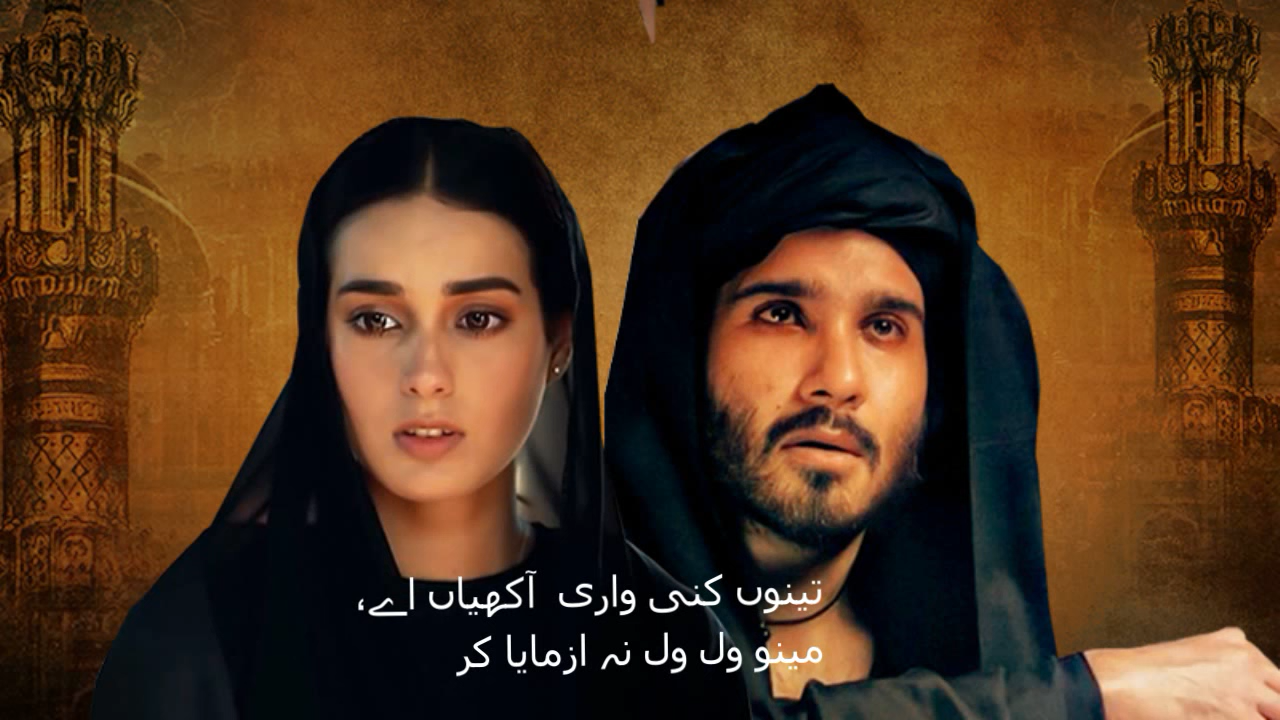 تینوں کنی واری  آکھیاں اے،
مینو ول ول نہ ازمایا کر